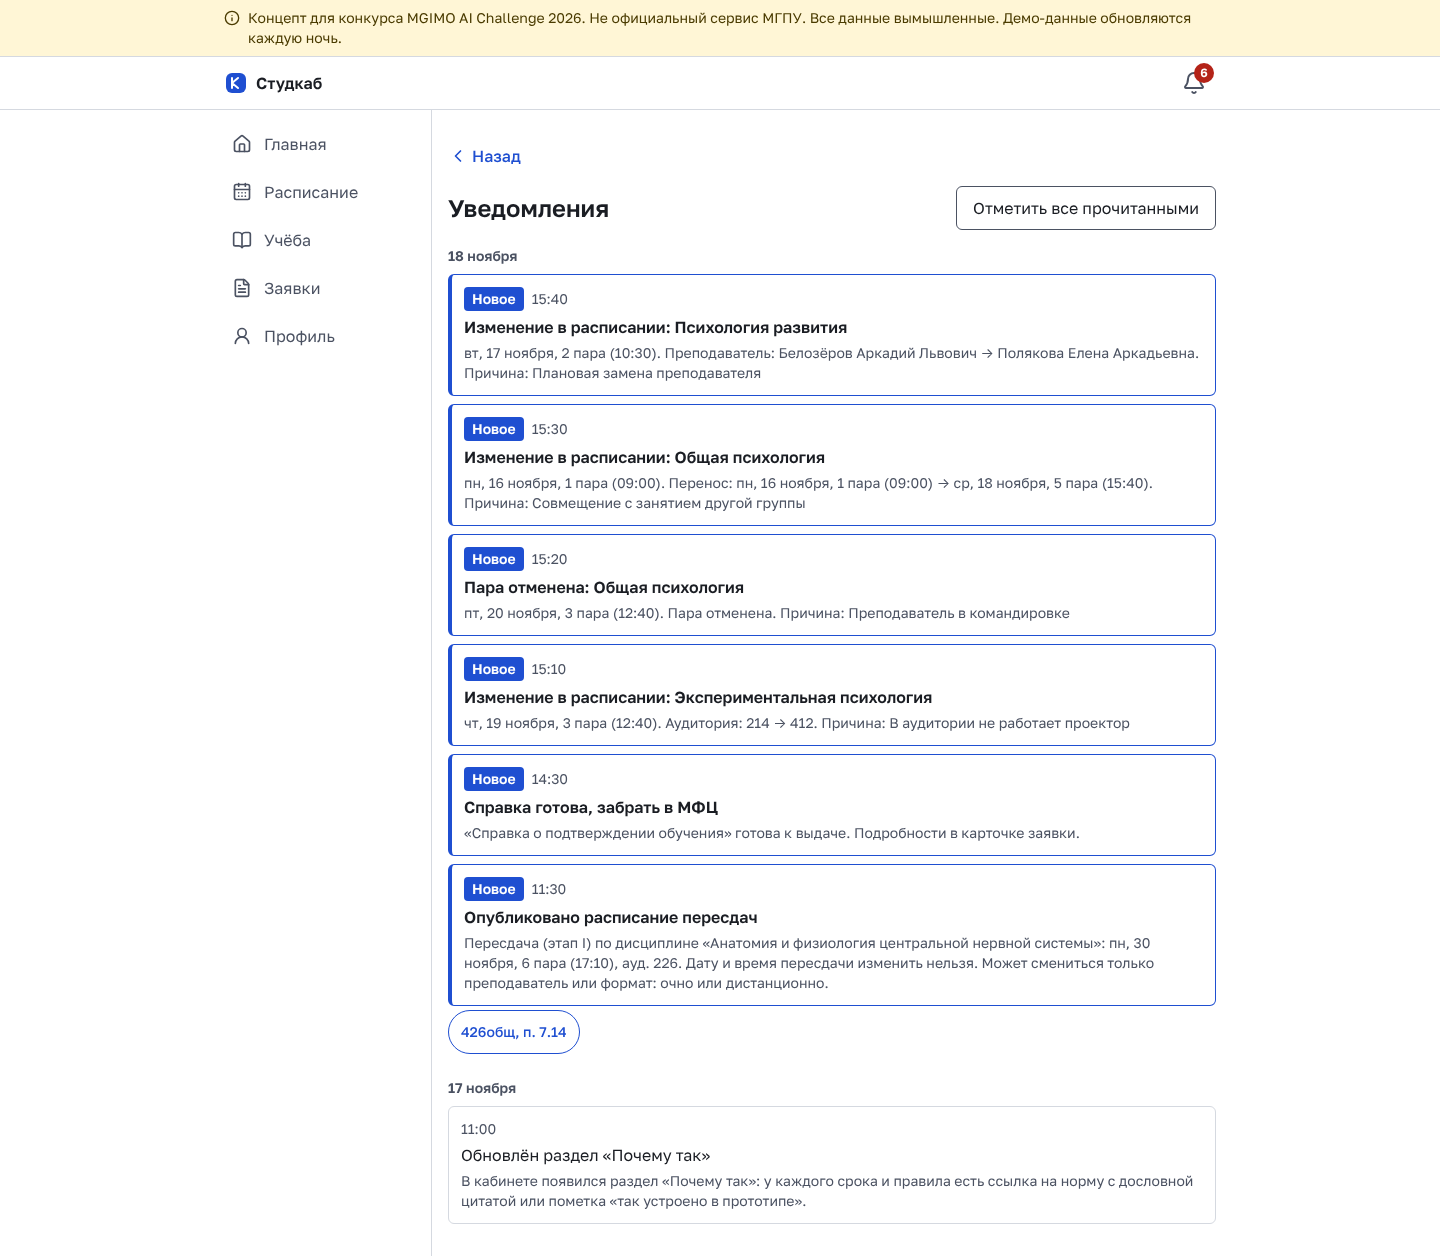 Концепт для конкурса MGIMO AI Challenge 2026. Не официальный сервис МГПУ. Все данные вымышленные. Демо-данные обновляются
каждую ночь.
Студкаб
6
Главная
Расписание
Учёба
Заявки
Профиль
Назад
Уведомления
Отметить все прочитанными
18 ноября
Новое 15:40
Изменение в расписании: Психология развития
вт, 17 ноября, 2 пара (10:30). Преподаватель: Белозёров Аркадий Львович → Полякова Елена Аркадьевна.
Причина: Плановая замена преподавателя
Новое 15:30
Изменение в расписании: Общая психология
пн, 16 ноября, 1 пара (09:00). Перенос: пн, 16 ноября, 1 пара (09:00) → ср, 18 ноября, 5 пара (15:40).
Причина: Совмещение с занятием другой группы
Новое 15:20
Пара отменена: Общая психология
пт, 20 ноября, 3 пара (12:40). Пара отменена. Причина: Преподаватель в командировке
Новое 15:10
Изменение в расписании: Экспериментальная психология
чт, 19 ноября, 3 пара (12:40). Аудитория: 214 → 412. Причина: В аудитории не работает проектор
Новое 14:30
Справка готова, забрать в МФЦ
«Справка о подтверждении обучения» готова к выдаче. Подробности в карточке заявки.
Новое 11:30
Опубликовано расписание пересдач
Пересдача (этап I) по дисциплине «Анатомия и физиология центральной нервной системы»: пн, 30
ноября, 6 пара (17:10), ауд. 226. Дату и время пересдачи изменить нельзя. Может смениться только
преподаватель или формат: очно или дистанционно.
426общ, п. 7.14
17 ноября
11:00
Обновлён раздел «Почему так»
В кабинете появился раздел «Почему так»: у каждого срока и правила есть ссылка на норму с дословной
цитатой или пометка «так устроено в прототипе».